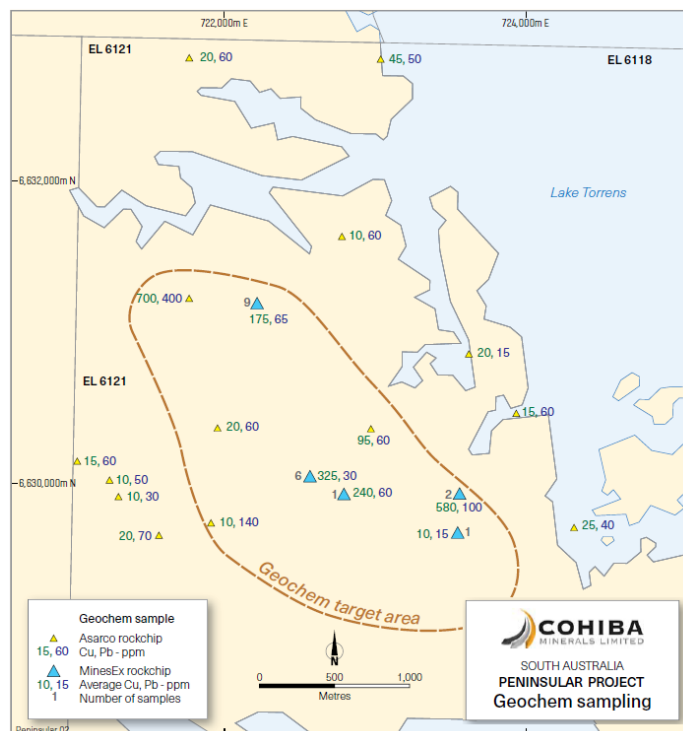 722,000m E
724,000m E
EL 6121
EL 6118
20, 60
45, 50
6,632,000m N
Lake Torrens
10, 60
700, 400
9
175, 65
20, 15
EL 6121
15, 60
20, 60
95, 60
15, 60
10, 50
6 325, 30
6,630,000m N
10, 30
1 240, 60
2
580, 100
10, 140
10, 15 1
25, 40
20, 70
Geochem target area
Geochem sample
Asarco rockchip
15, 60 Cu, Pb - ppm
MinesEx rockchip
10, 15 Average Cu, Pb - ppm
1 Number of samples
N
0 500 1,000
Metres
COHIBA
MINERALS LIMITED
SOUTH AUSTRALIA
PENINSULAR PROJECT
Geochem sampling
Peninsular 02